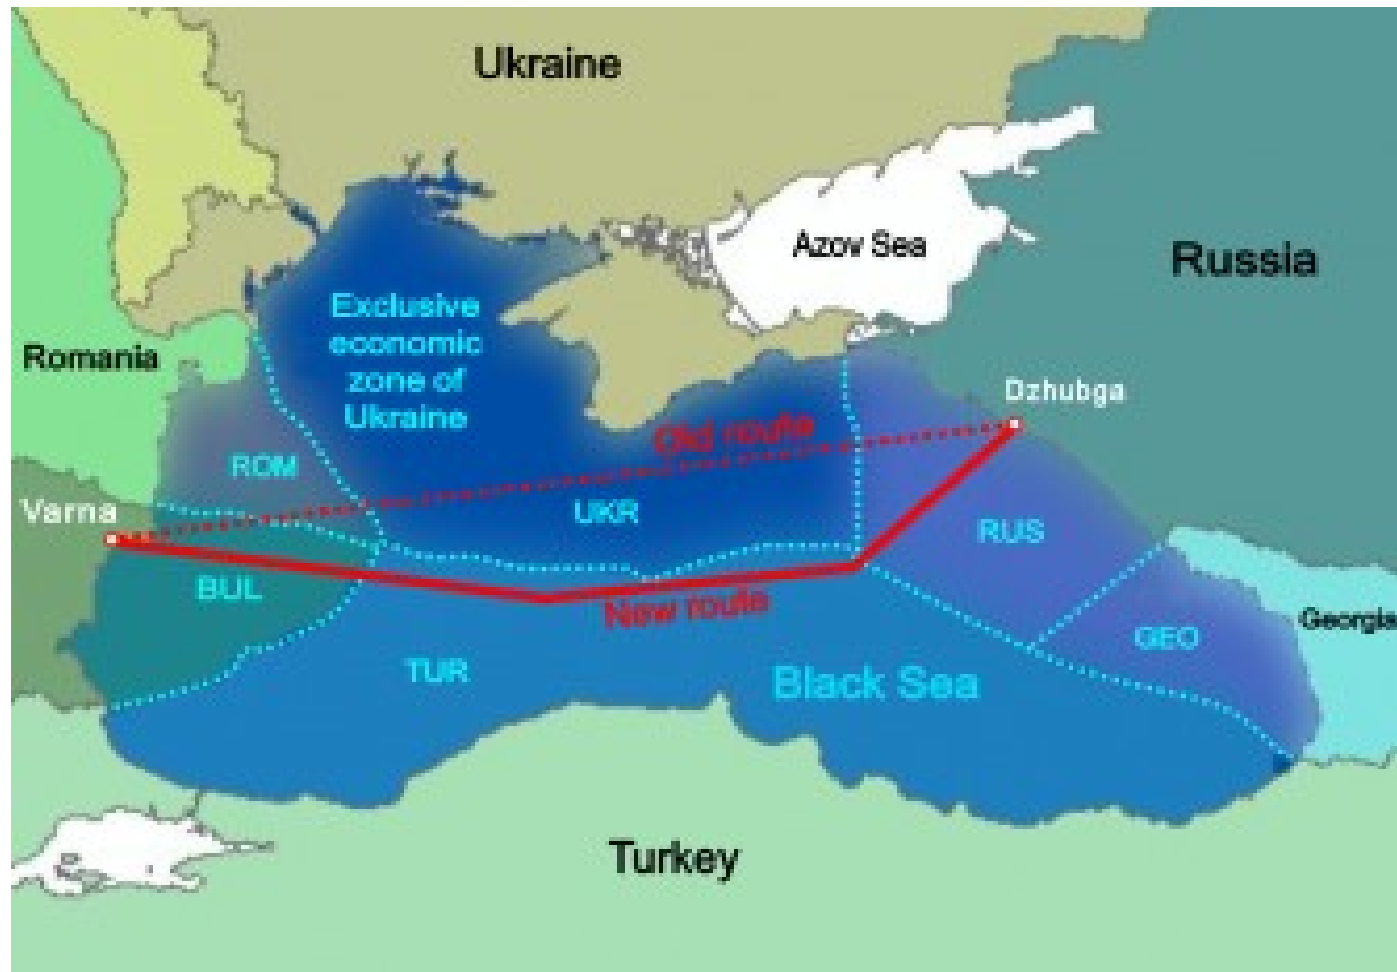 Ukraine
Azov Sea
Russia
Exclusive
economic
zone of
Ukraine
Romania
Dzhubga
Old route
ROM
Varna
UKR
RUS
BUL
New route
Georgia
GEO
TUR
Black Sea
Turkey